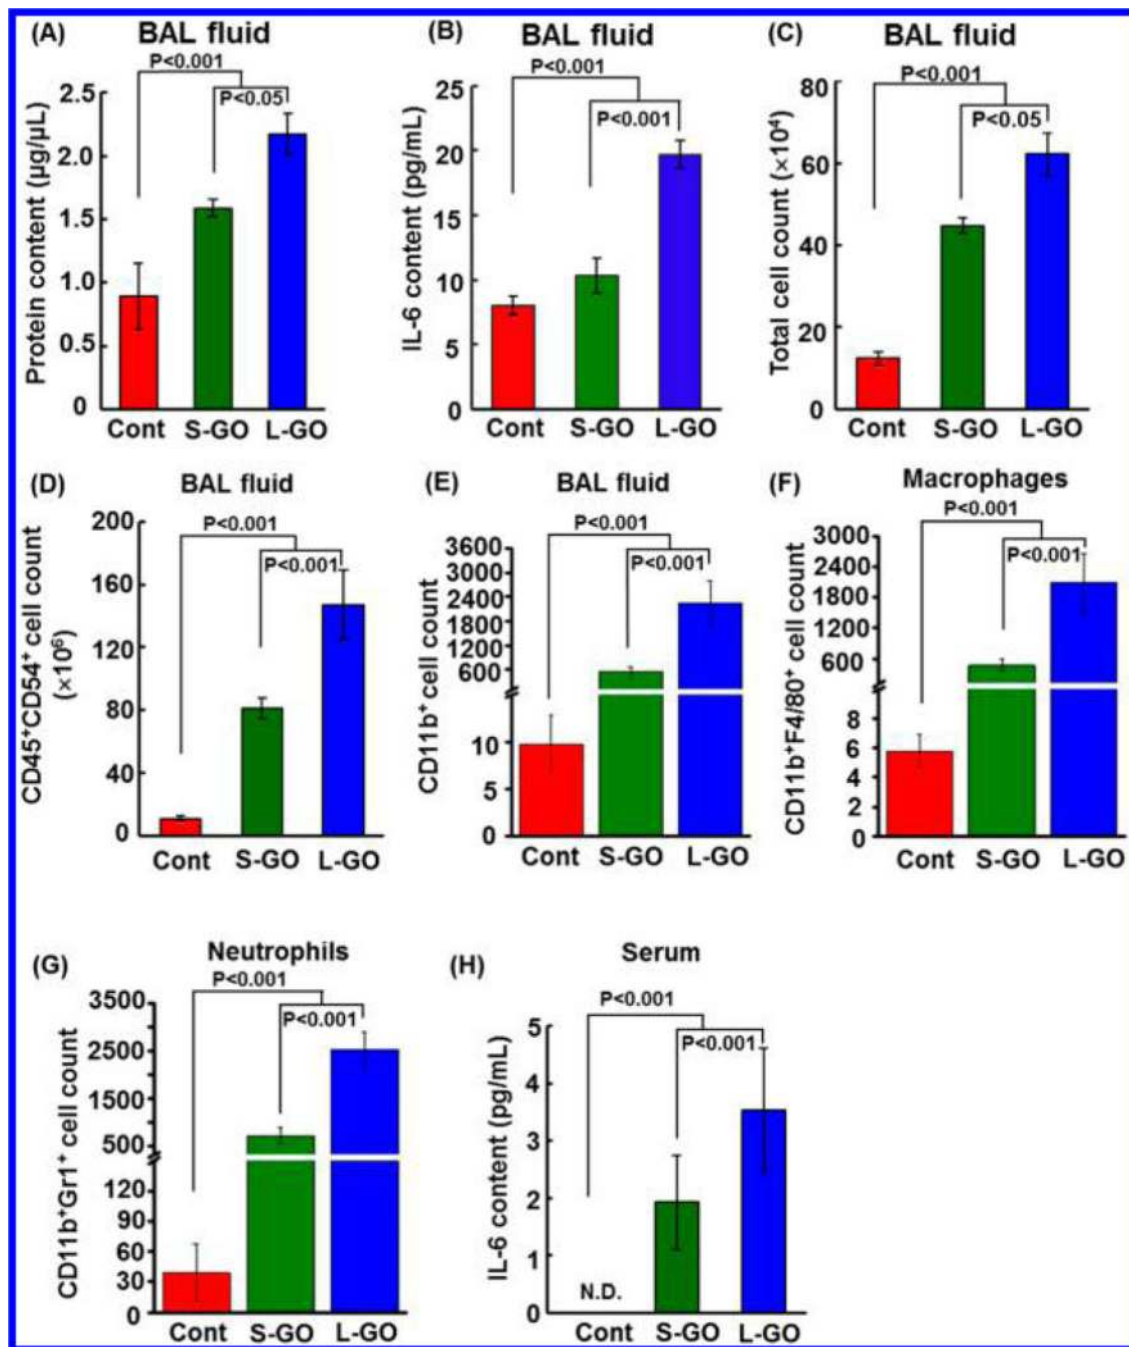 (A)
BAL fluid
P<0.001
P<0.05
Protein content (µg/µL)
2.5
2.0
1.5
1.0
0.5
0
Cont S-GO L-GO
(B)
BAL fluid
P<0.001
P<0.001
IL-6 content (pg/mL)
25
20
15
10
5
0
Cont S-GO L-GO
(C)
BAL fluid
P<0.001
P<0.05
Total cell count (×10⁴)
80
60
40
20
0
Cont S-GO L-GO
(D)
BAL fluid
P<0.001
P<0.001
CD45⁺CD54⁺ cell count
(×10⁶)
200
160
120
80
40
0
Cont S-GO L-GO
(E)
BAL fluid
P<0.001
P<0.001
CD11b⁺ cell count
3600
3000
2400
1800
1200
600
10
5
0
Cont S-GO L-GO
(F)
Macrophages
P<0.001
P<0.001
CD11b⁺F4/80⁺ cell count
3000
2400
1800
1200
600
8
6
4
2
0
Cont S-GO L-GO
(G)
Neutrophils
P<0.001
P<0.001
CD11b⁺Gr1⁺ cell count
3500
2500
1500
500
120
90
60
30
0
Cont S-GO L-GO
(H)
Serum
P<0.001
P<0.001
IL-6 content (pg/mL)
5
4
3
2
1
0
N.D.
Cont S-GO L-GO